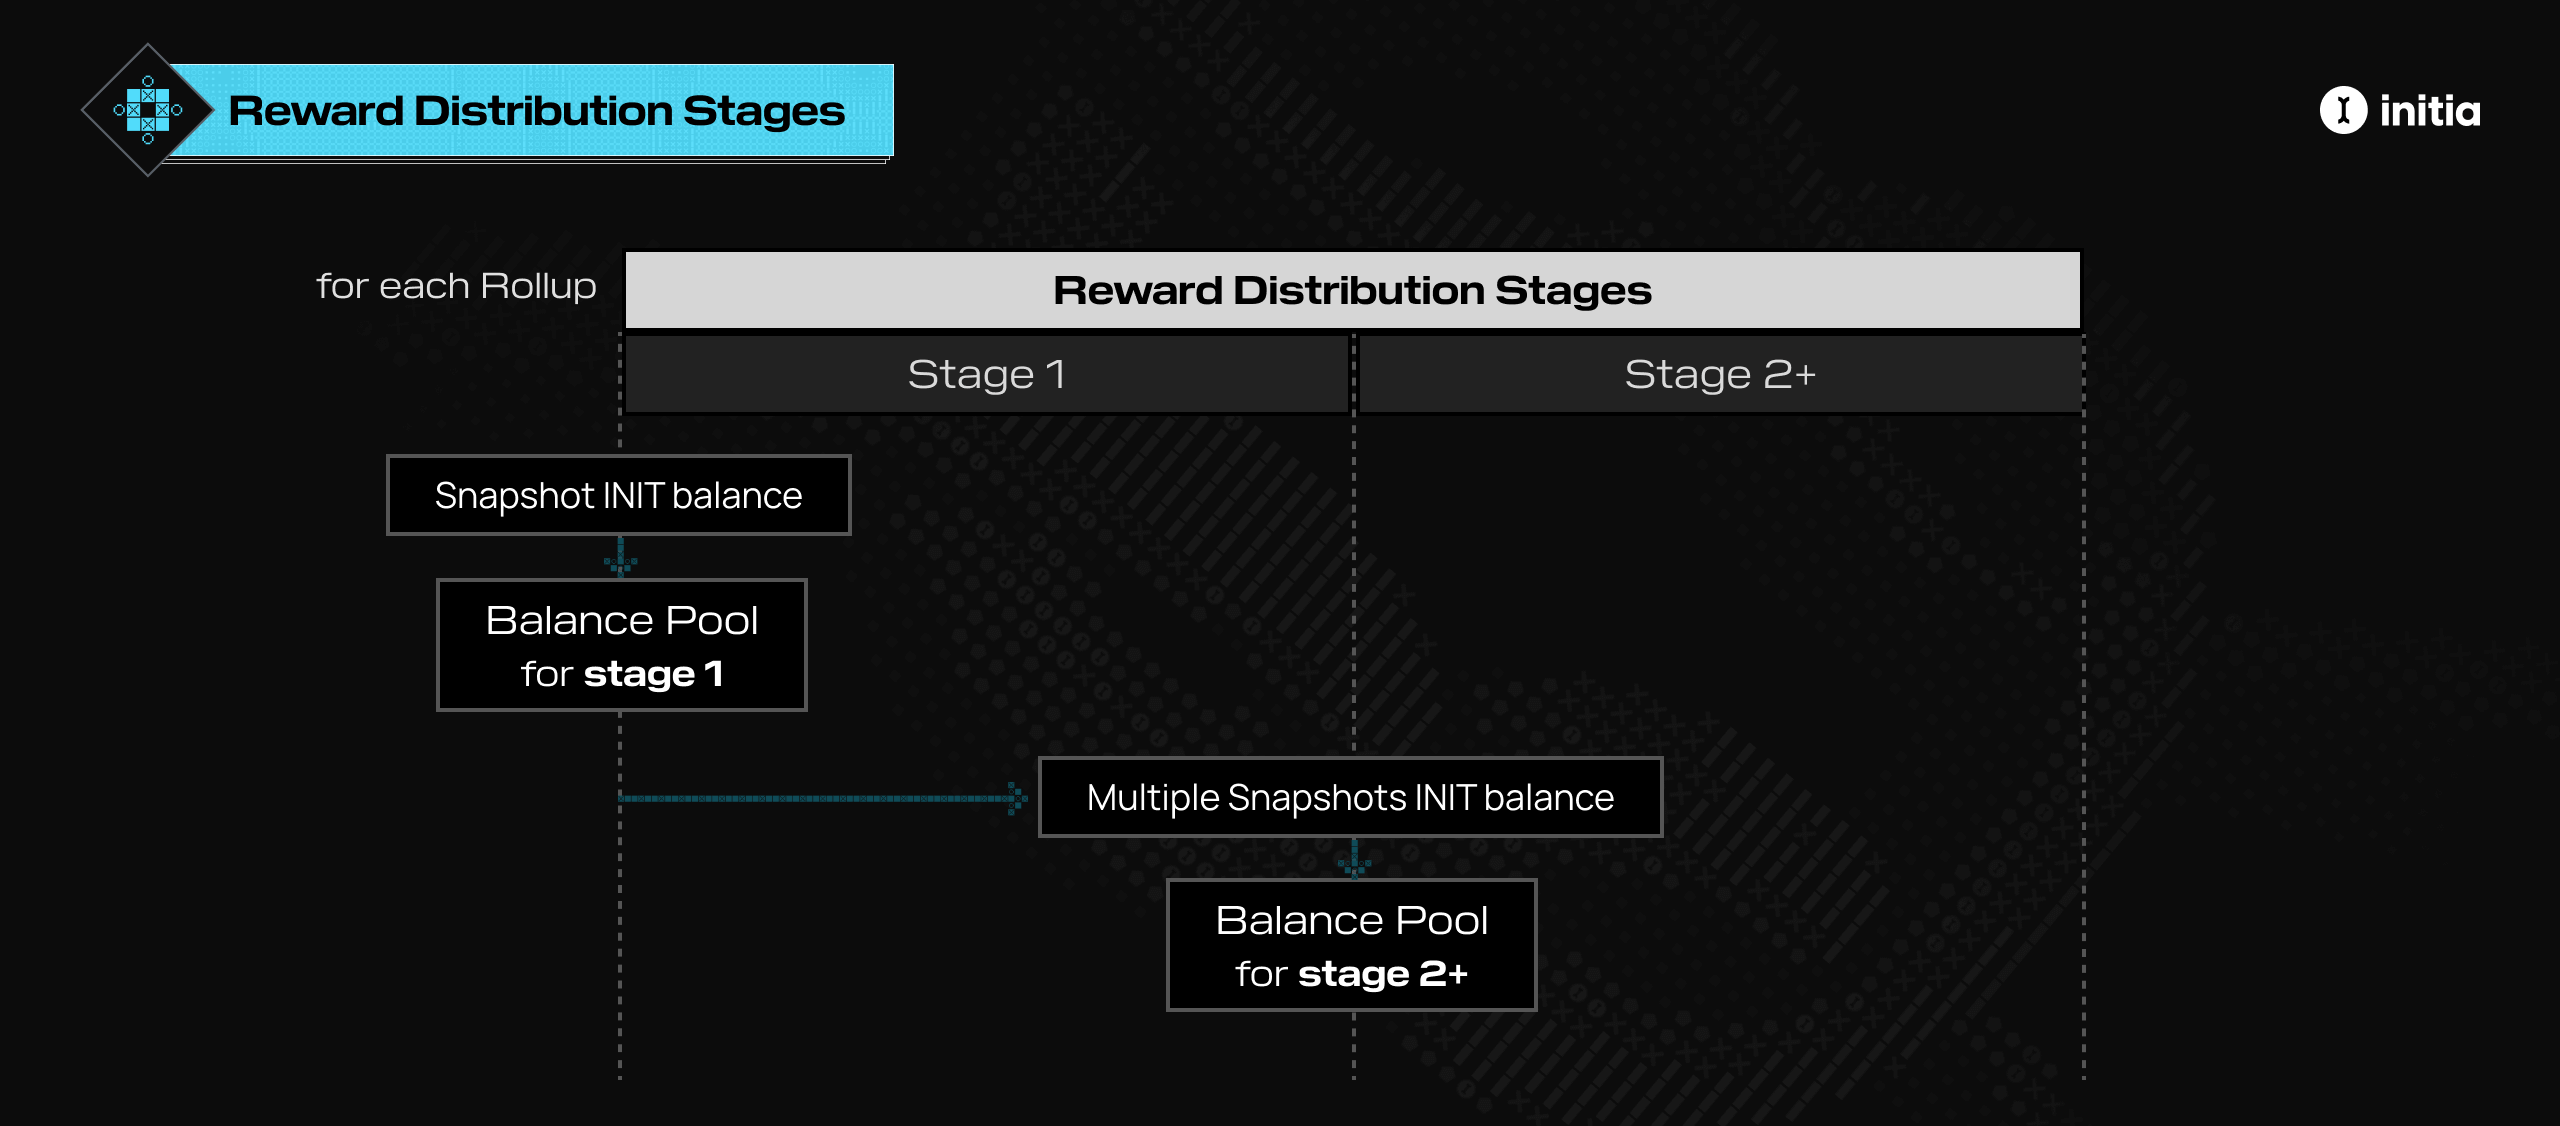 Reward Distribution Stages
initia
for each Rollup
Reward Distribution Stages
Stage 1
Stage 2+
Snapshot INIT balance
Balance Pool
for stage 1
Multiple Snapshots INIT balance
Balance Pool
for stage 2+